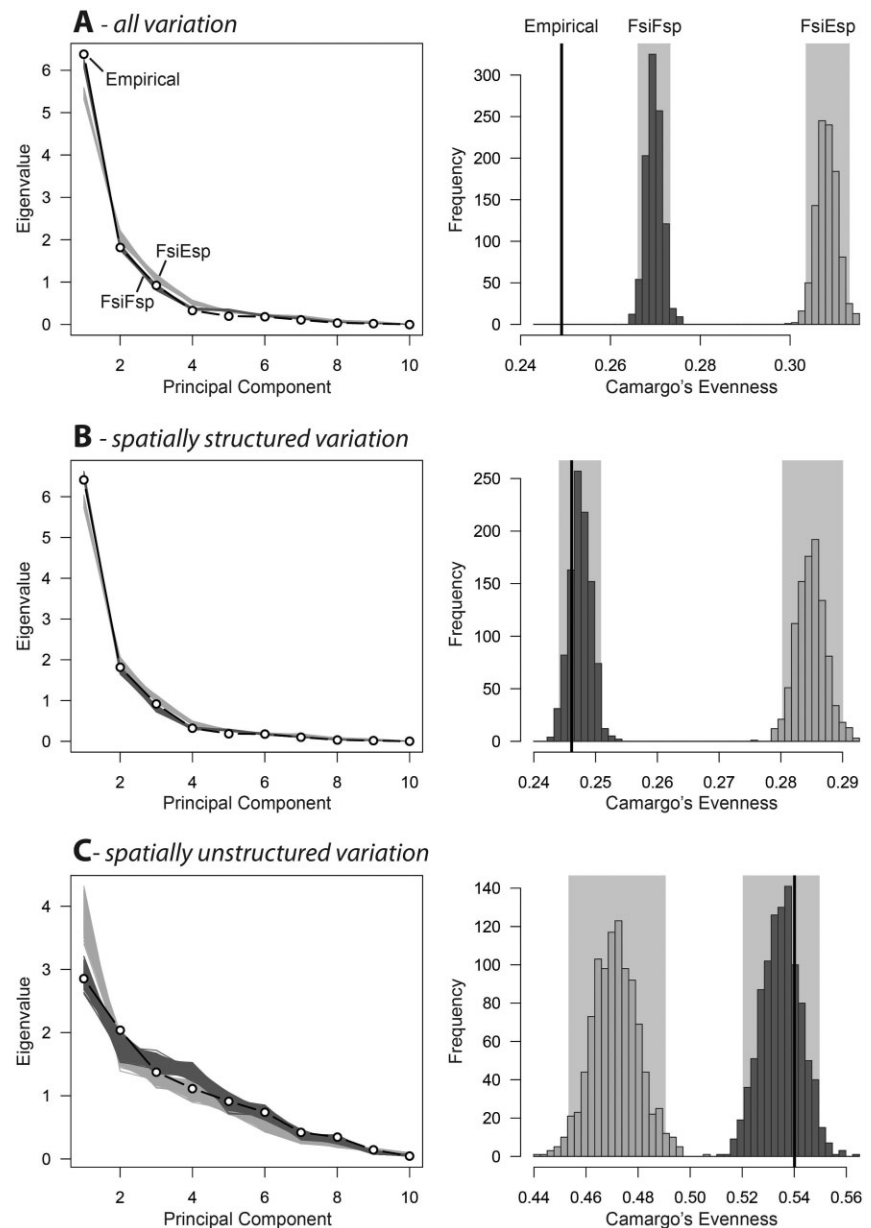 A - all variation
Empirical FsiFsp FsiEsp
6
5
4
3
2
1
0
Eigenvalue
Empirical
FsiEsp
FsiFsp
2 4 6 8 10
Principal Component
300
250
200
150
100
50
0
Frequency
0.24 0.26 0.28 0.30
Camargo's Evenness
B - spatially structured variation
6
5
4
3
2
1
0
Eigenvalue
2 4 6 8 10
Principal Component
250
200
150
100
50
0
Frequency
0.24 0.25 0.26 0.27 0.28 0.29
Camargo's Evenness
C - spatially unstructured variation
4
3
2
1
0
Eigenvalue
2 4 6 8 10
Principal Component
140
120
100
80
60
40
20
0
Frequency
0.44 0.46 0.48 0.50 0.52 0.54 0.56
Camargo's Evenness